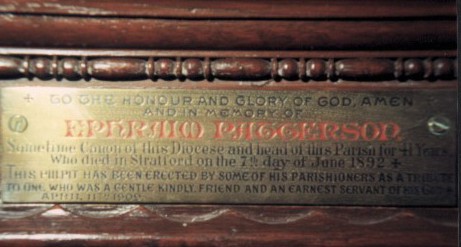 + TO THE HONOUR AND GLORY OF GOD, AMEN
AND IN MEMORY OF
EPHRAIM PATTERSON
Some-time Canon of this Diocese and head of this Parish for 41 Years
Who died in Stratford on the 7th day of June 1892 +
THIS PULPIT HAS BEEN ERECTED BY SOME OF HIS PARISHIONERS AS A TRIBUTE
TO ONE, WHO WAS A GENTLE KINDLY, FRIEND AND AN EARNEST SERVANT OF HIS GOD +
APRIL